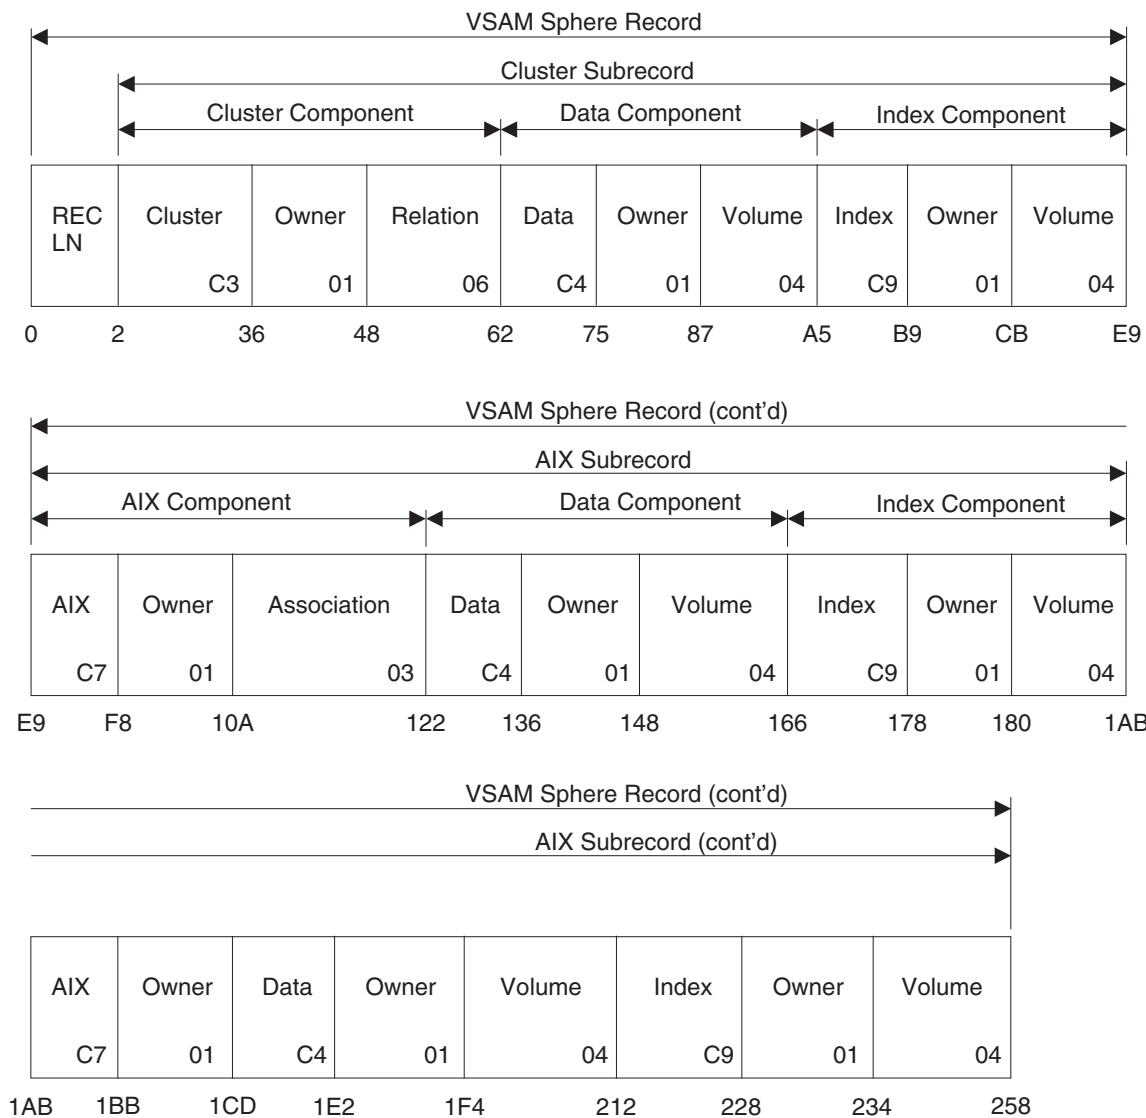 VSAM Sphere Record
Cluster Subrecord
Cluster Component Data Component Index Component
REC LN Cluster Owner Relation Data Owner Volume Index Owner Volume
C3 01 06 C4 01 04 C9 01 04
0 2 36 48 62 75 87 A5 B9 CB E9
VSAM Sphere Record (cont'd)
AIX Subrecord
AIX Component Data Component Index Component
AIX Owner Association Data Owner Volume Index Owner Volume
C7 01 03 C4 01 04 C9 01 04
E9 F8 10A 122 136 148 166 178 180 1AB
VSAM Sphere Record (cont'd)
AIX Subrecord (cont'd)
AIX Owner Data Owner Volume Index Owner Volume
C7 01 C4 01 04 C9 01 04
1AB 1BB 1CD 1E2 1F4 212 228 234 258